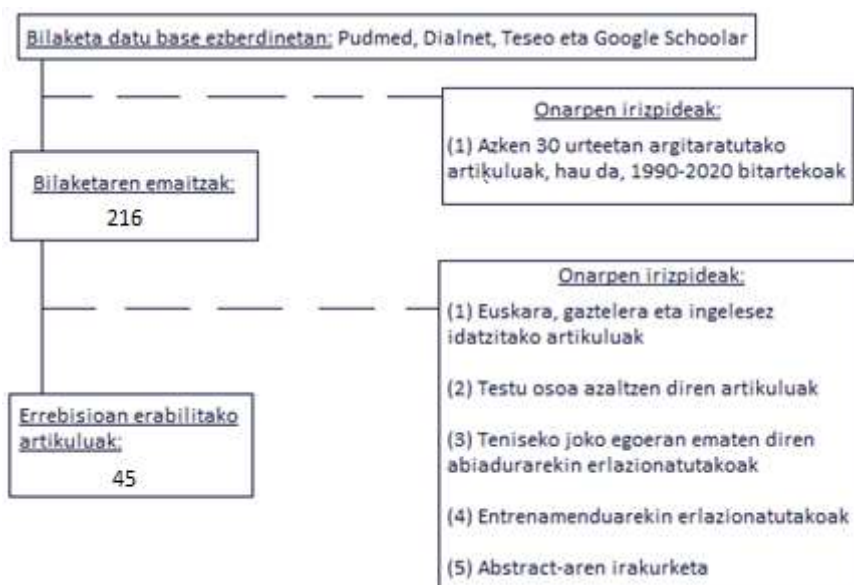 Bilaketa datu base ezberdinetan: Pudmed, Dialnet, Teseo eta Google Schoolar
Onarpen irizpideak:
(1) Azken 30 urteetan argitaratutako
artikuluak, hau da, 1990-2020 bitartekoak
Bilaketaren emaitzak:
216
Onarpen irizpideak:
(1) Euskara, gaztelera eta ingelesez
idatzitako artikuluak
(2) Testu osoa azaltzen diren artikuluak
(3) Teniseko joko egoeran ematen diren
abiadurarekin erlazionatutakoak
(4) Entrenamenduarekin erlazionatutakoak
(5) Abstract-aren irakurketa
Errebisioan erabilitako
artikuluak:
45